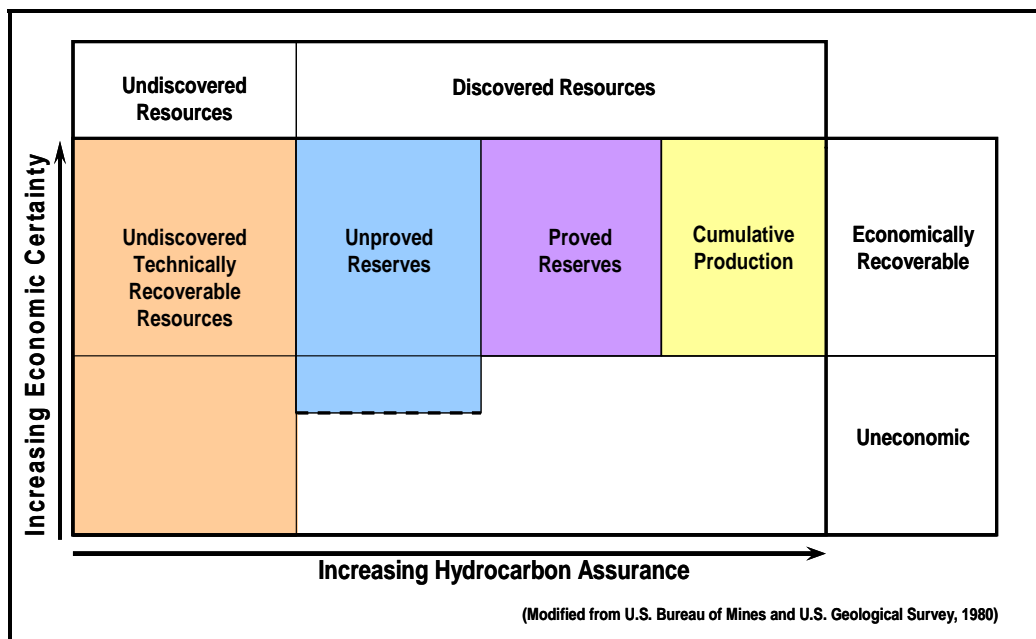 Undiscovered
Resources
Discovered Resources
Increasing Economic Certainty
Undiscovered
Technically
Recoverable
Resources
Unproved
Reserves
Proved
Reserves
Cumulative
Production
Economically
Recoverable
Uneconomic
Increasing Hydrocarbon Assurance
(Modified from U.S. Bureau of Mines and U.S. Geological Survey, 1980)